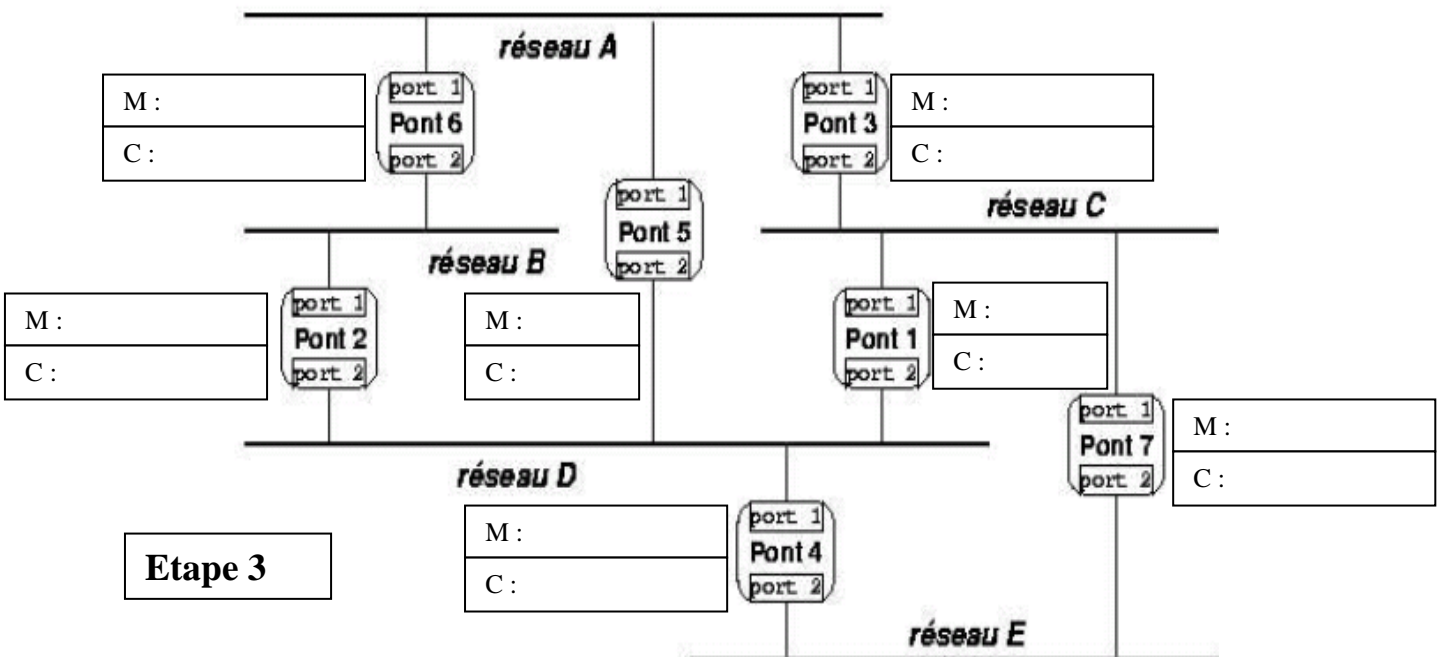 réseau A
port 1
Pont 6
port 2
M :
C :
port 1
Pont 3
port 2
M :
C :
port 1
Pont 5
port 2
M :
C :
réseau C
réseau B
port 1
Pont 2
port 2
M :
C :
port 1
Pont 1
port 2
M :
C :
port 1
Pont 7
port 2
M :
C :
réseau D
port 1
Pont 4
port 2
M :
C :
Etape 3
réseau E